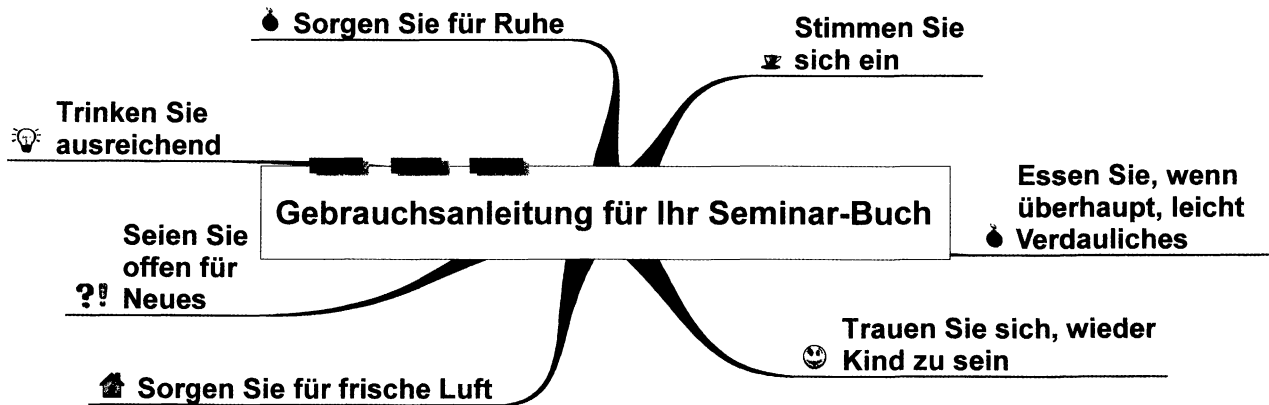 Sorgen Sie für Ruhe
Stimmen Sie
sich ein
Trinken Sie
ausreichend
Gebrauchsanleitung für Ihr Seminar-Buch
Essen Sie, wenn
überhaupt, leicht
Verdauliches
Seien Sie
offen für
?! Neues
Trauen Sie sich, wieder
Kind zu sein
Sorgen Sie für frische Luft